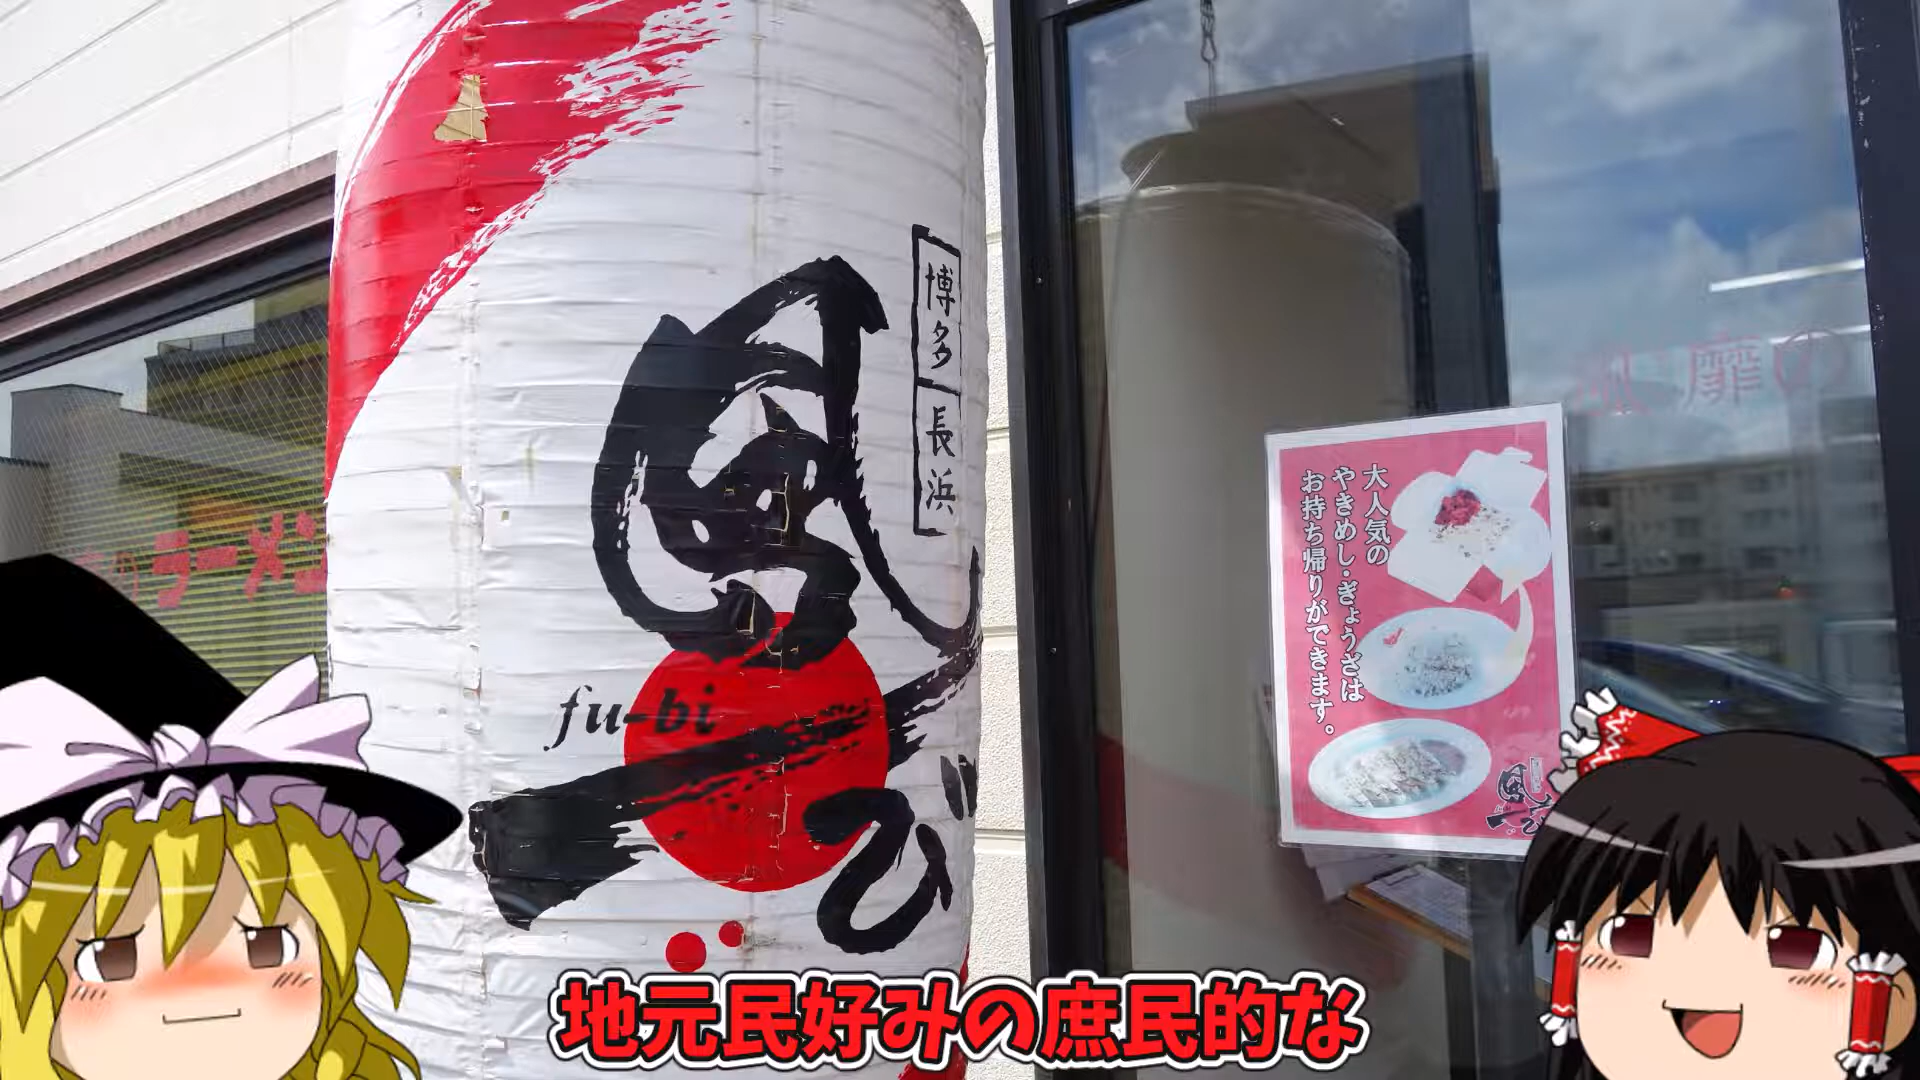 博多 長浜
風び
fu-bi
ラーメン
大人気の
やきめし・ぎょうざは
お持ち帰りができます。
風び
地元民好みの庶民的な